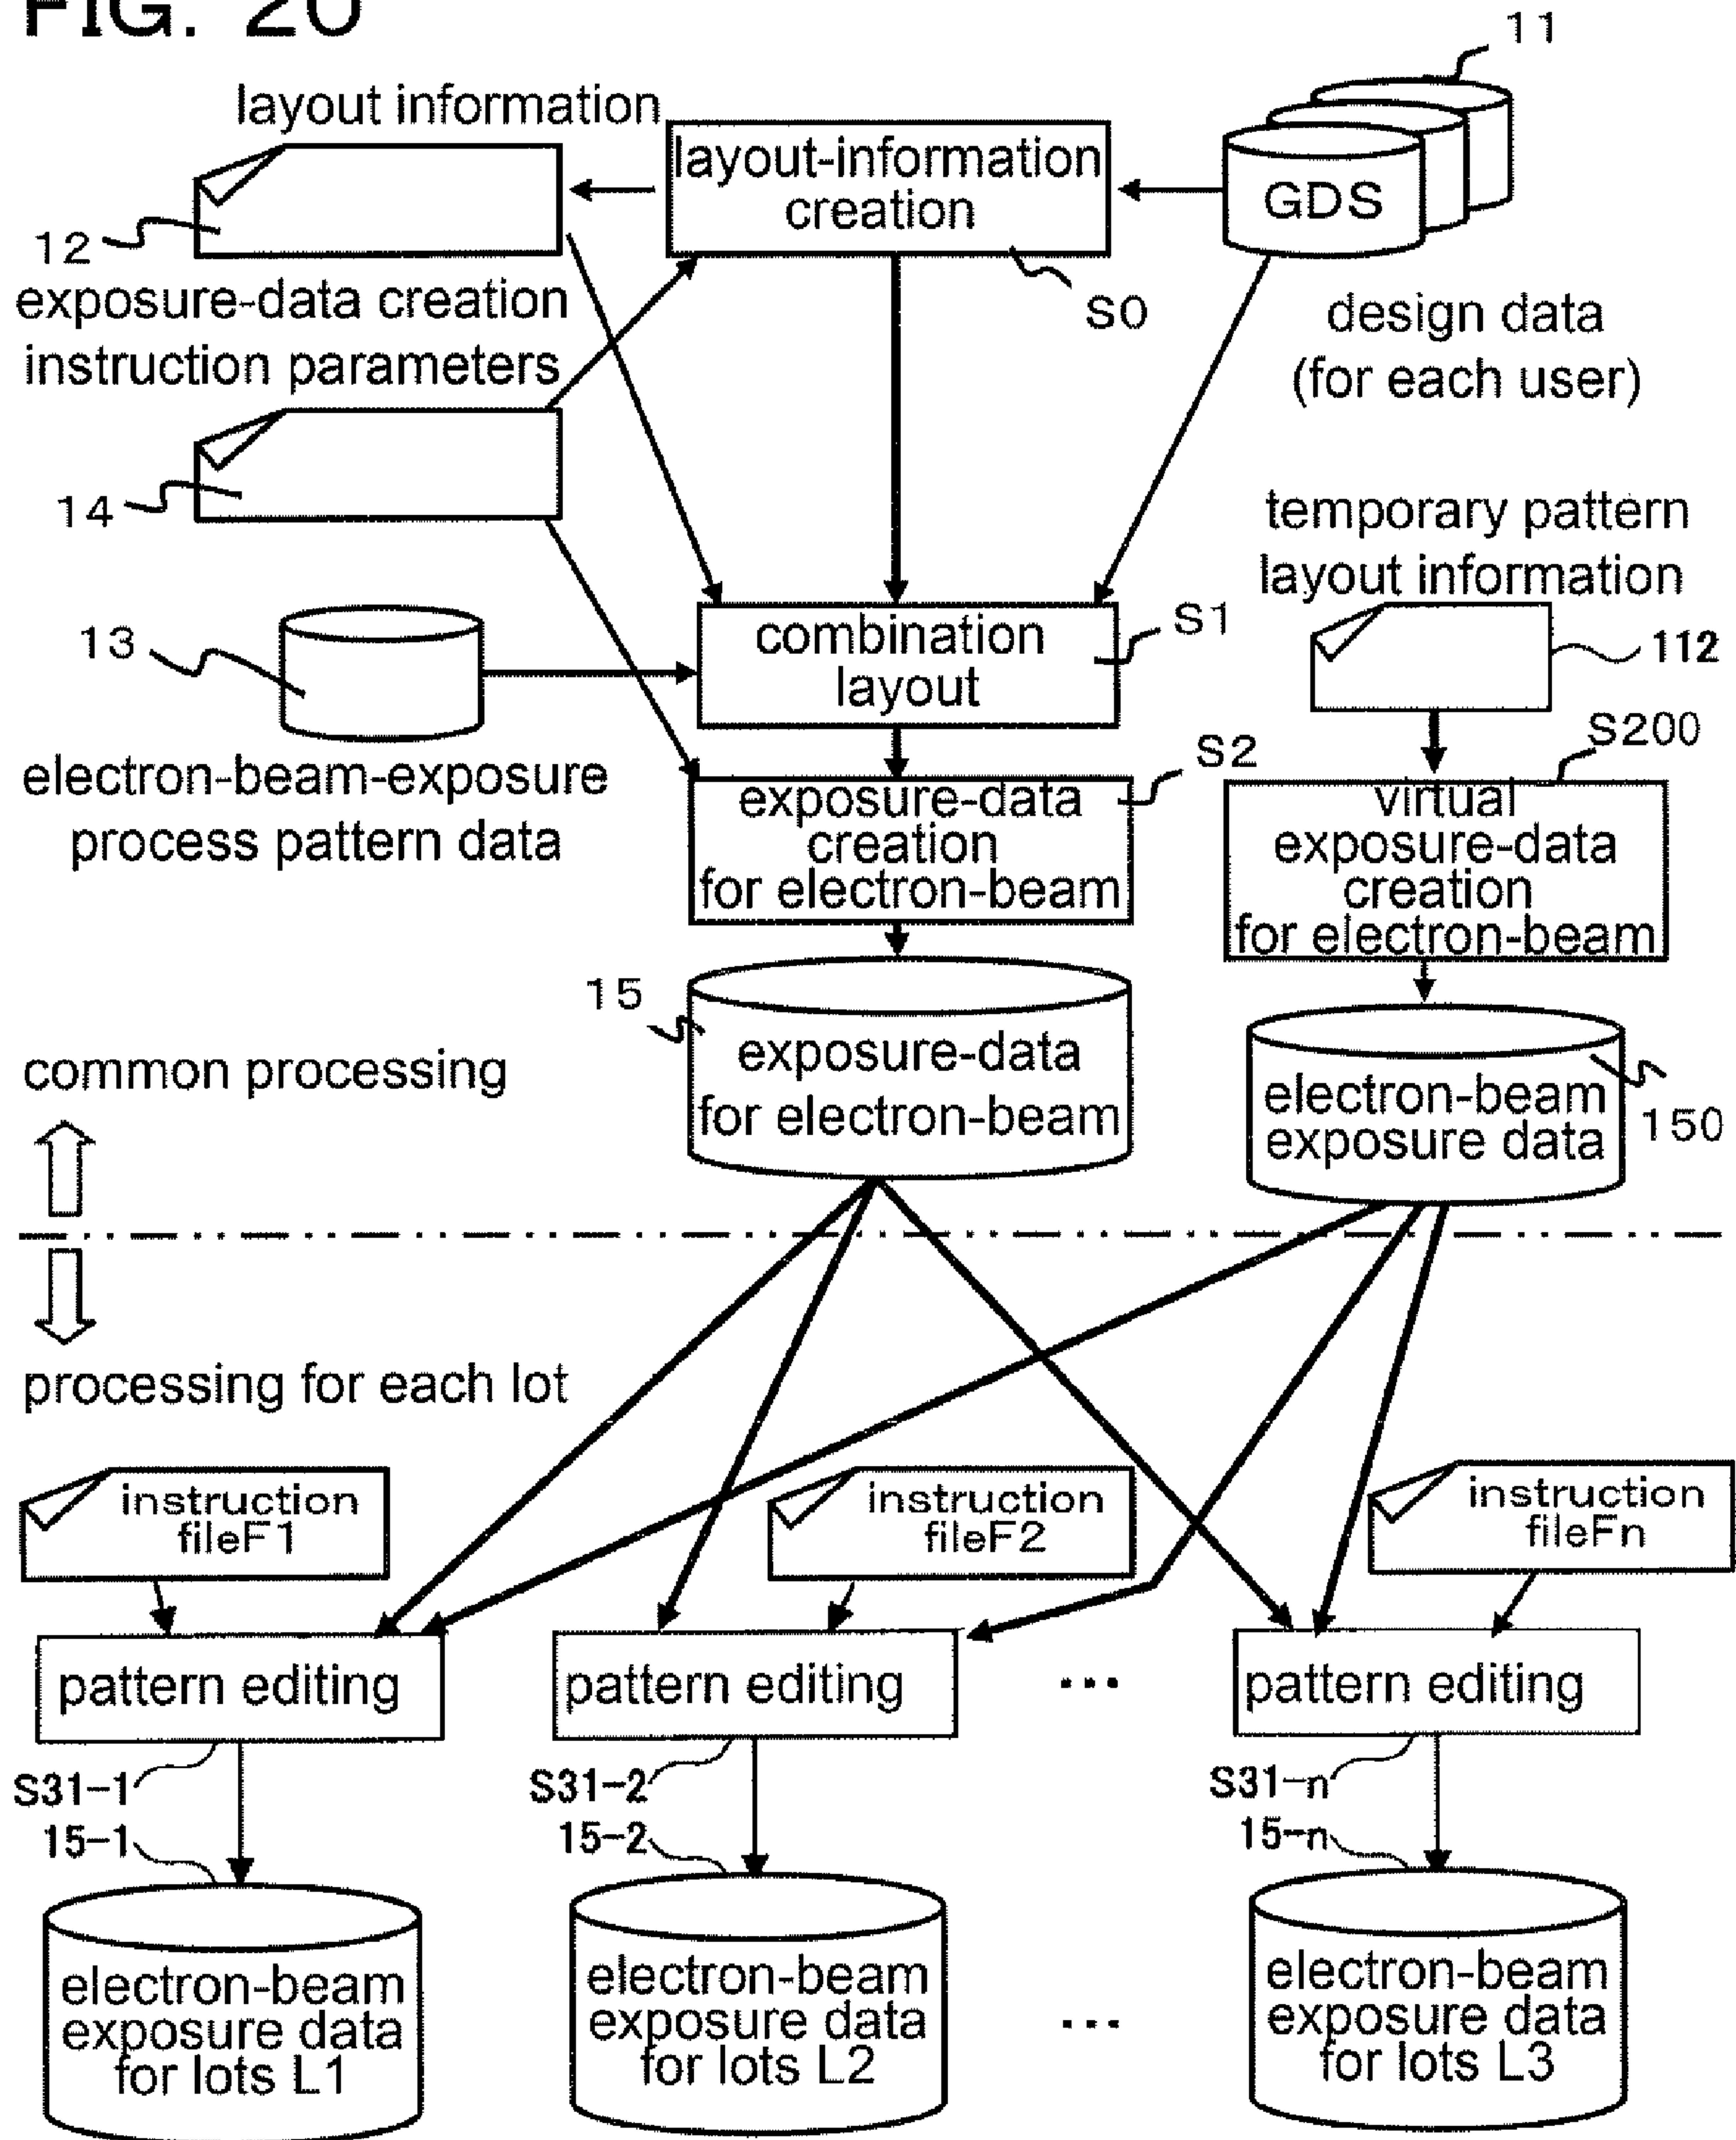 FIG. 20
11
layout information
layout-information
creation
GDS
12
S0
exposure-data creation
instruction parameters
design data
(for each user)
14
temporary pattern
layout information
13
combination
layout
S1
112
electron-beam-exposure
process pattern data
S2
S200
exposure-data
creation
for electron-beam
virtual
exposure-data
creation
for electron-beam
15
exposure-data
for electron-beam
electron-beam
exposure data
150
common processing
processing for each lot
instruction
fileF1
instruction
fileF2
instruction
fileFn
pattern editing
pattern editing
...
pattern editing
S31-1
S31-2
S31-n
15-1
15-2
15-n
electron-beam
exposure data
for lots L1
electron-beam
exposure data
for lots L2
...
electron-beam
exposure data
for lots L3